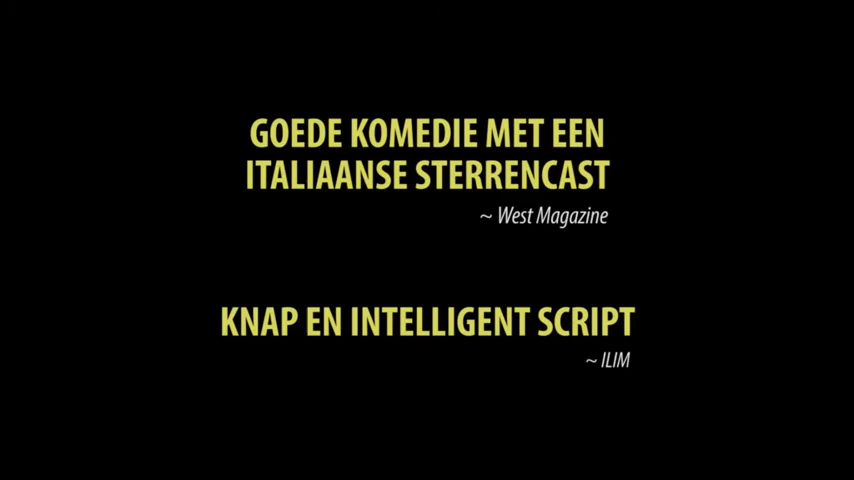 GOEDE KOMEDIE MET EEN
ITALIAANSE STERRENCAST
~ West Magazine
KNAP EN INTELLIGENT SCRIPT
~ ILIM